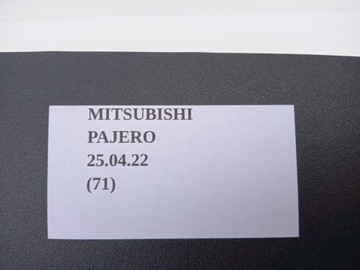 MITSUBISHI
PAJERO
25.04.22
(71)